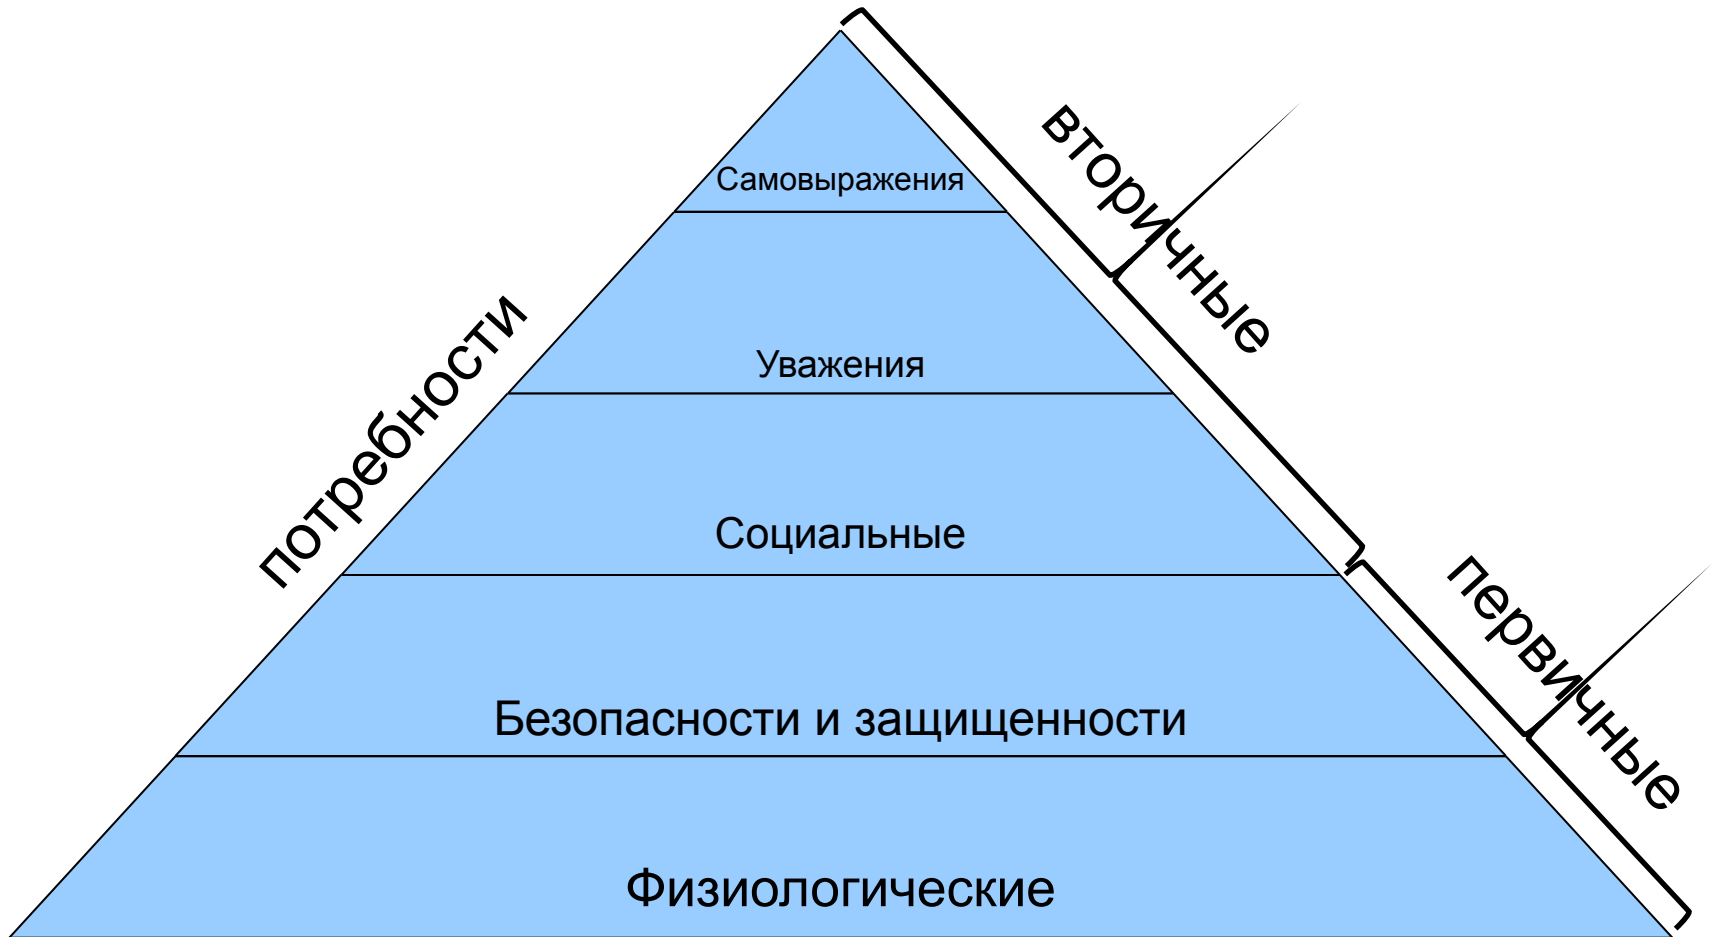 Самовыражения
Уважения
Социальные
Безопасности и защищенности
Физиологические
потребности
вторичные
первичные